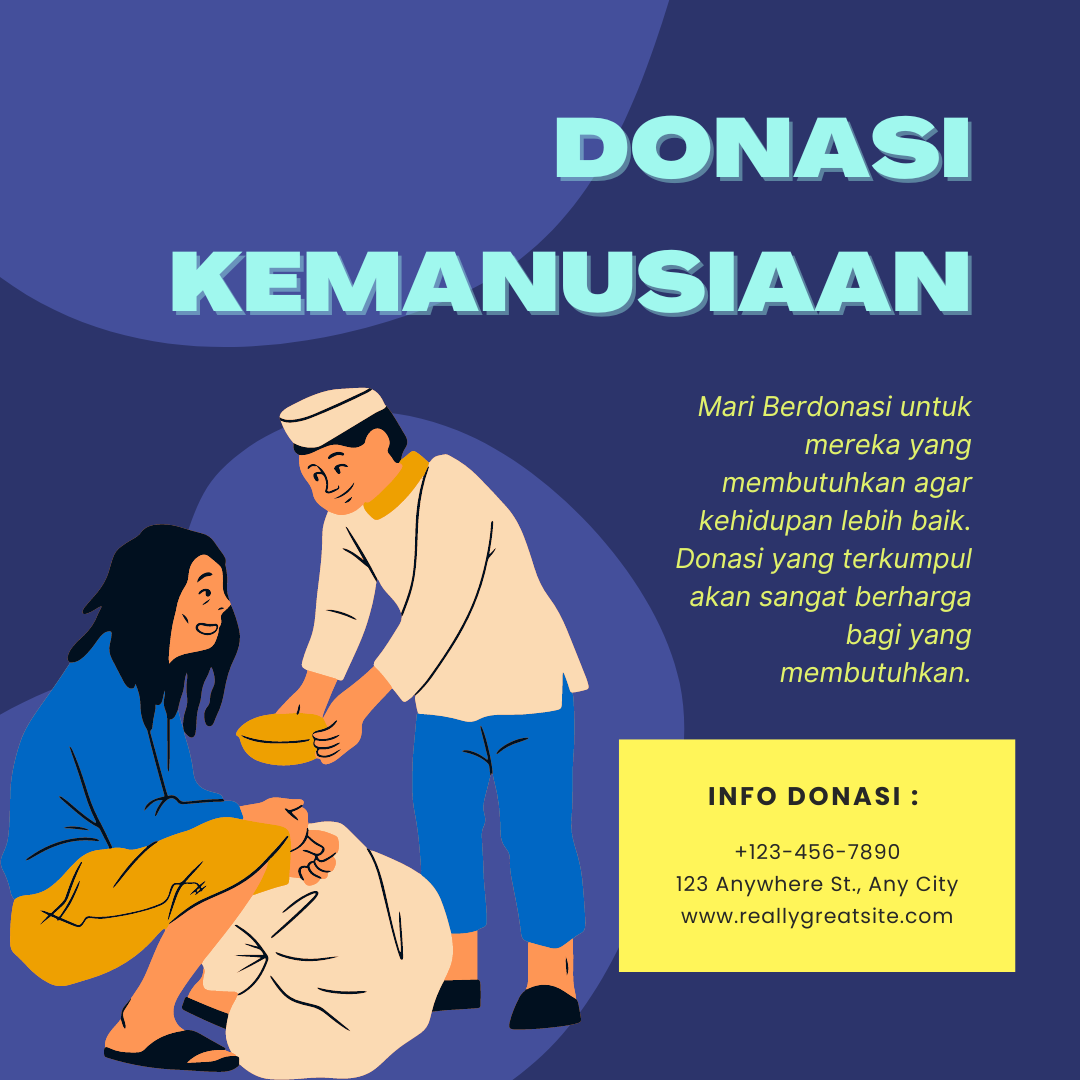 DONASI
KEMANUSIAAN
Mari Berdonasi untuk
mereka yang
membutuhkan agar
kehidupan lebih baik.
Donasi yang terkumpul
akan sangat berharga
bagi yang
membutuhkan.
INFO DONASI :
+123-456-7890
123 Anywhere St., Any City
www.reallygreatsite.com